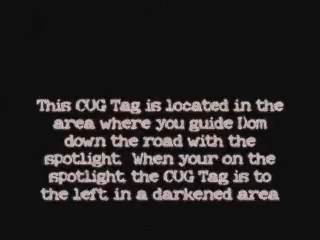 This COG Tag is located in the
area where you guide Dom
down the road with the
spotlight. When your on the
spotlight the COG Tag is to
the left in a darkened area